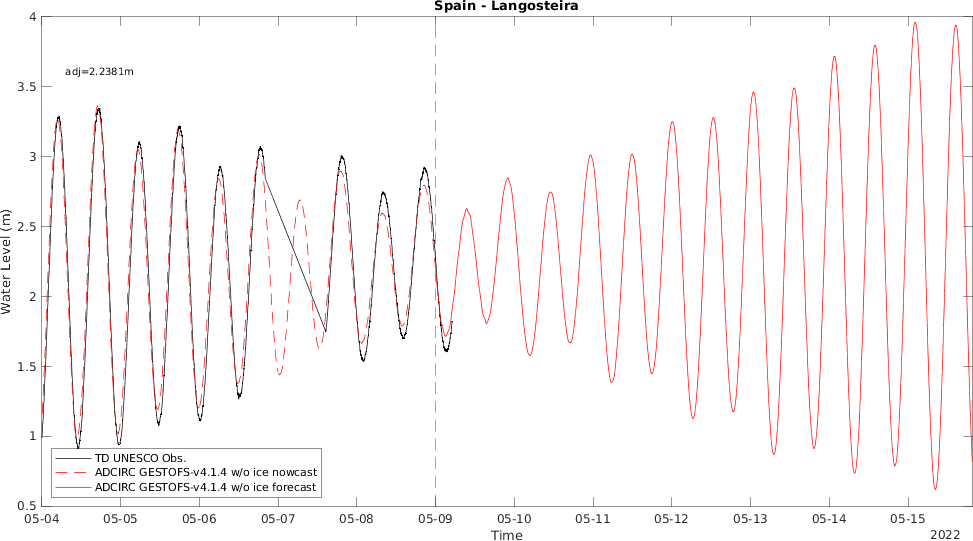 Spain - Langosteira
adj=2.2381m
4
3.5
3
2.5
2
1.5
1
0.5
Water Level (m)
TD UNESCO Obs.
ADCIRC GESTOFS-v4.1.4 w/o ice nowcast
ADCIRC GESTOFS-v4.1.4 w/o ice forecast
05-04 05-05 05-06 05-07 05-08 05-09 05-10 05-11 05-12 05-13 05-14 05-15
Time
2022